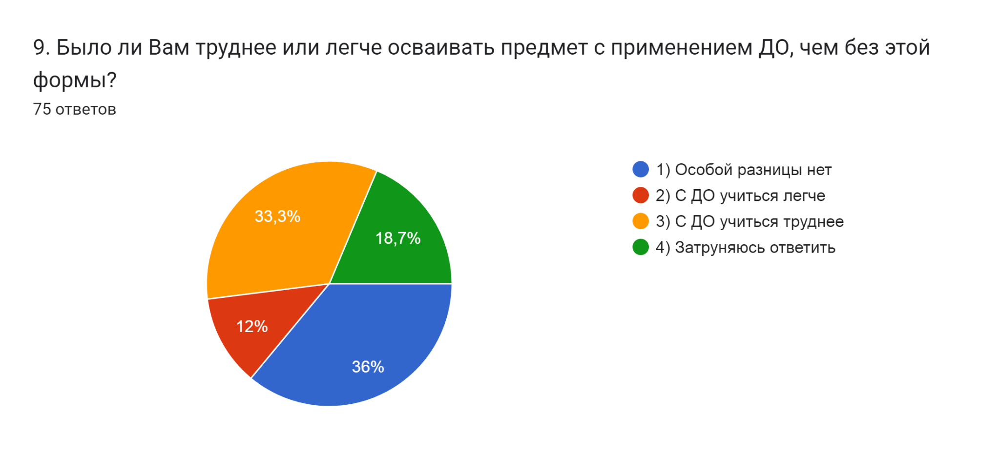 9. Было ли Вам труднее или легче осваивать предмет с применением ДО, чем без этой
формы?
75 ответов
1) Особой разницы нет
2) С ДО учиться легче
3) С ДО учиться труднее
4) Затруняюсь ответить
33,3%
18,7%
12%
36%